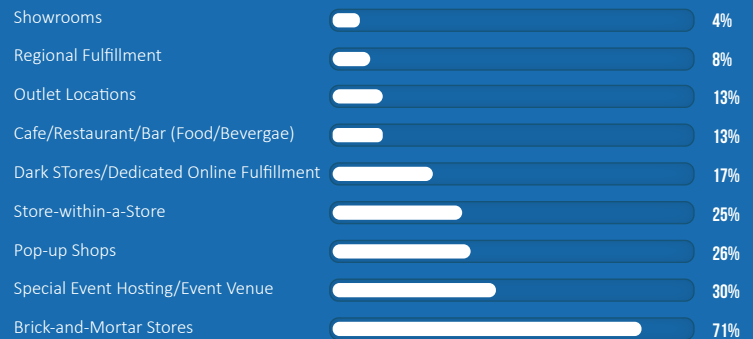 Showrooms 4%
Regional Fulfillment 8%
Outlet Locations 13%
Cafe/Restaurant/Bar (Food/Bevergae) 13%
Dark STores/Dedicated Online Fulfillment 17%
Store-within-a-Store 25%
Pop-up Shops 26%
Special Event Hosting/Event Venue 30%
Brick-and-Mortar Stores 71%